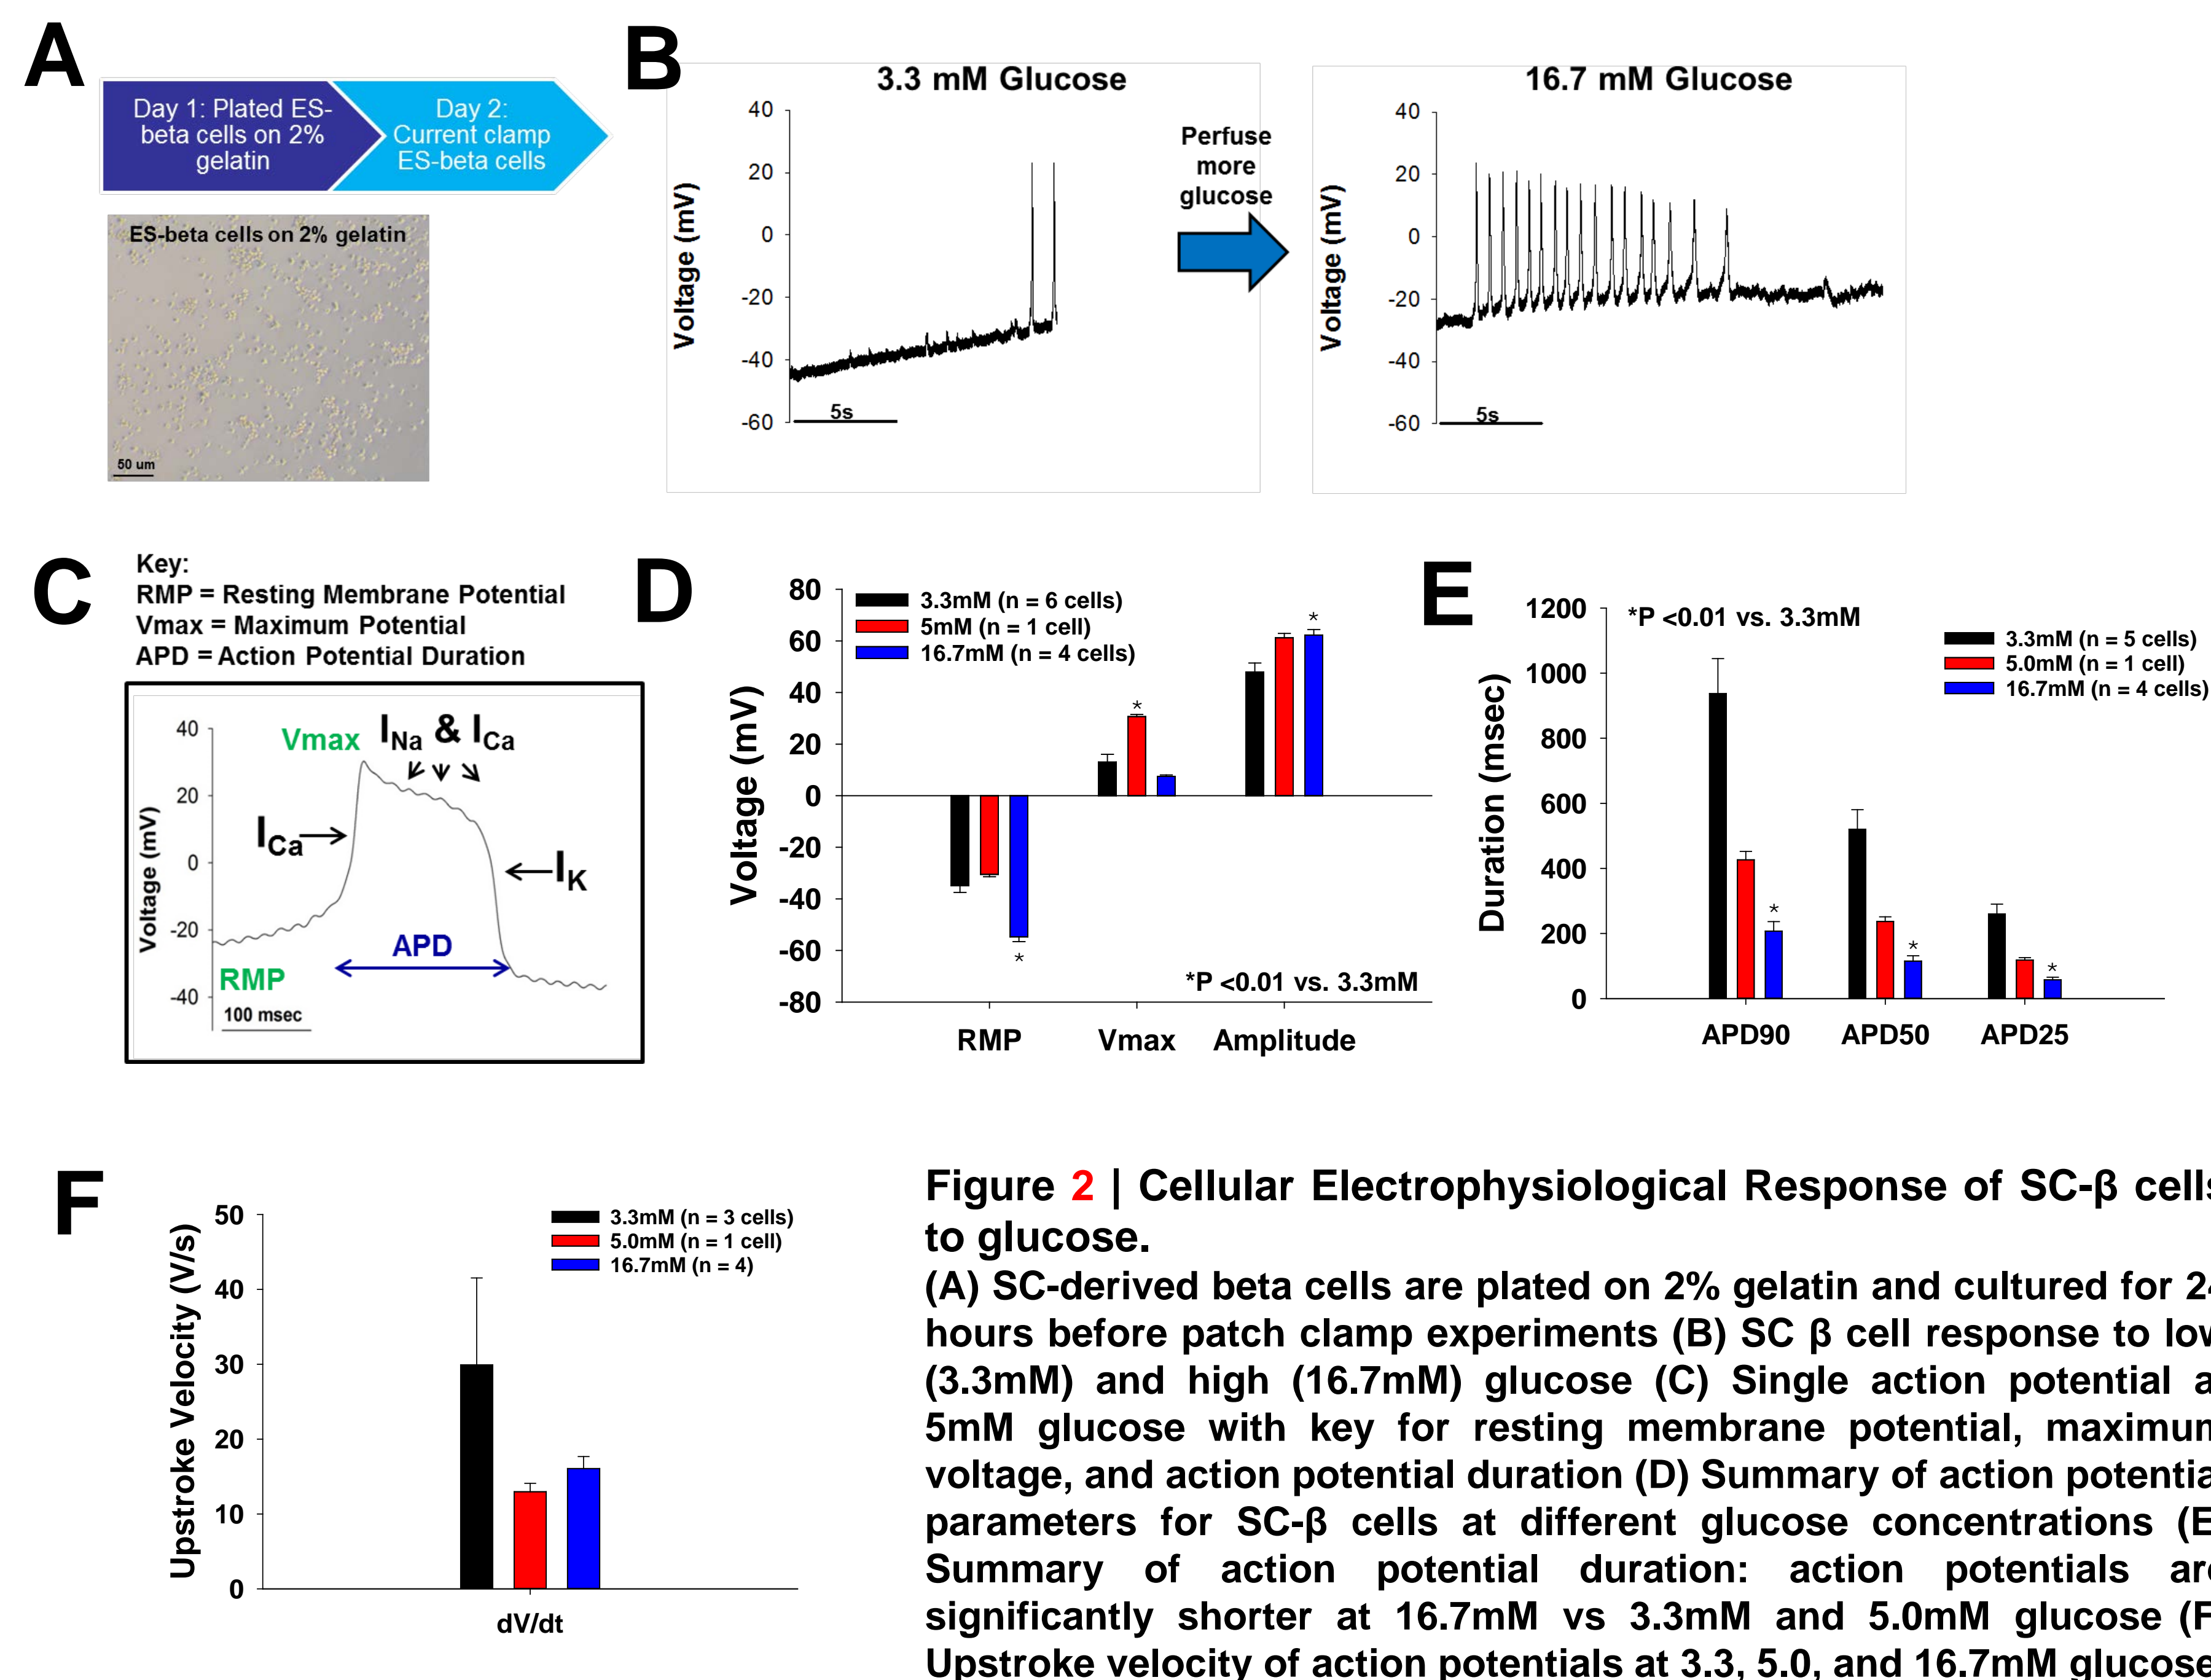 A
Day 1: Plated ES-
beta cells on 2%
gelatin
Day 2:
Current clamp
ES-beta cells
ES-beta cells on 2% gelatin
50 um
B
3.3 mM Glucose
Voltage (mV)
40
20
0
-20
-40
-60
5s
Perfuse
more
glucose
16.7 mM Glucose
Voltage (mV)
40
20
0
-20
-40
-60
5s
C
Key:
RMP = Resting Membrane Potential
Vmax = Maximum Potential
APD = Action Potential Duration
Voltage (mV)
40
20
0
-20
-40
Vmax
INa & ICa
ICa
IK
APD
RMP
100 msec
D
Voltage (mV)
80
60
40
20
0
-20
-40
-60
-80
3.3mM (n = 6 cells)
5mM (n = 1 cell)
16.7mM (n = 4 cells)
*
*
*
*P <0.01 vs. 3.3mM
RMP Vmax Amplitude
E
Duration (msec)
1200
1000
800
600
400
200
0
*P <0.01 vs. 3.3mM
3.3mM (n = 5 cells)
5.0mM (n = 1 cell)
16.7mM (n = 4 cells)
*
*
*
APD90 APD50 APD25
F
Upstroke Velocity (V/s)
50
40
30
20
10
0
3.3mM (n = 3 cells)
5.0mM (n = 1 cell)
16.7mM (n = 4)
dV/dt
Figure 2 | Cellular Electrophysiological Response of SC-β cells
to glucose.
(A) SC-derived beta cells are plated on 2% gelatin and cultured for 24
hours before patch clamp experiments (B) SC β cell response to low
(3.3mM) and high (16.7mM) glucose (C) Single action potential a
5mM glucose with key for resting membrane potential, maximum
voltage, and action potential duration (D) Summary of action potentia
parameters for SC-β cells at different glucose concentrations (E
Summary of action potential duration: action potentials are
significantly shorter at 16.7mM vs 3.3mM and 5.0mM glucose (F
Upstroke velocity of action potentials at 3.3, 5.0, and 16.7mM glucose